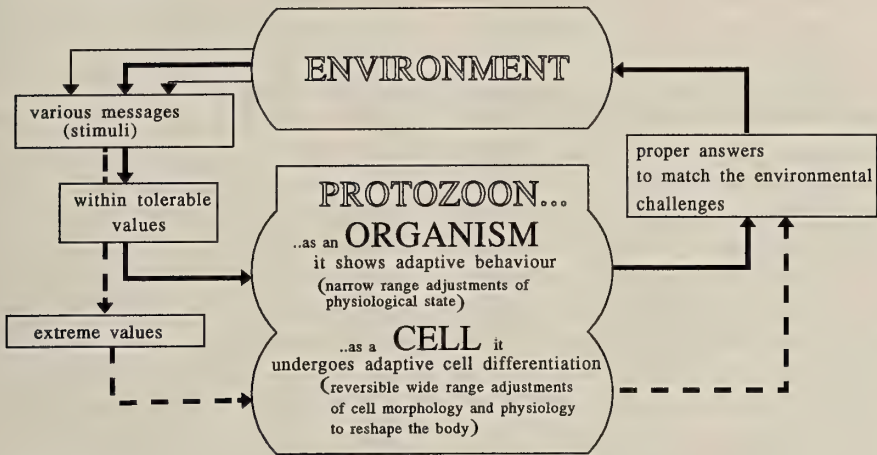 ENVIRONMENT
various messages
(stimuli)
within tolerable
values
extreme values
PROTOZOON...
..as an ORGANISM
it shows adaptive behaviour
(narrow range adjustments of
physiological state)
..as a CELL it
undergoes adaptive cell differentiation
(reversible wide range adjustments
of cell morphology and physiology
to reshape the body)
proper answers
to match the environmental
challenges